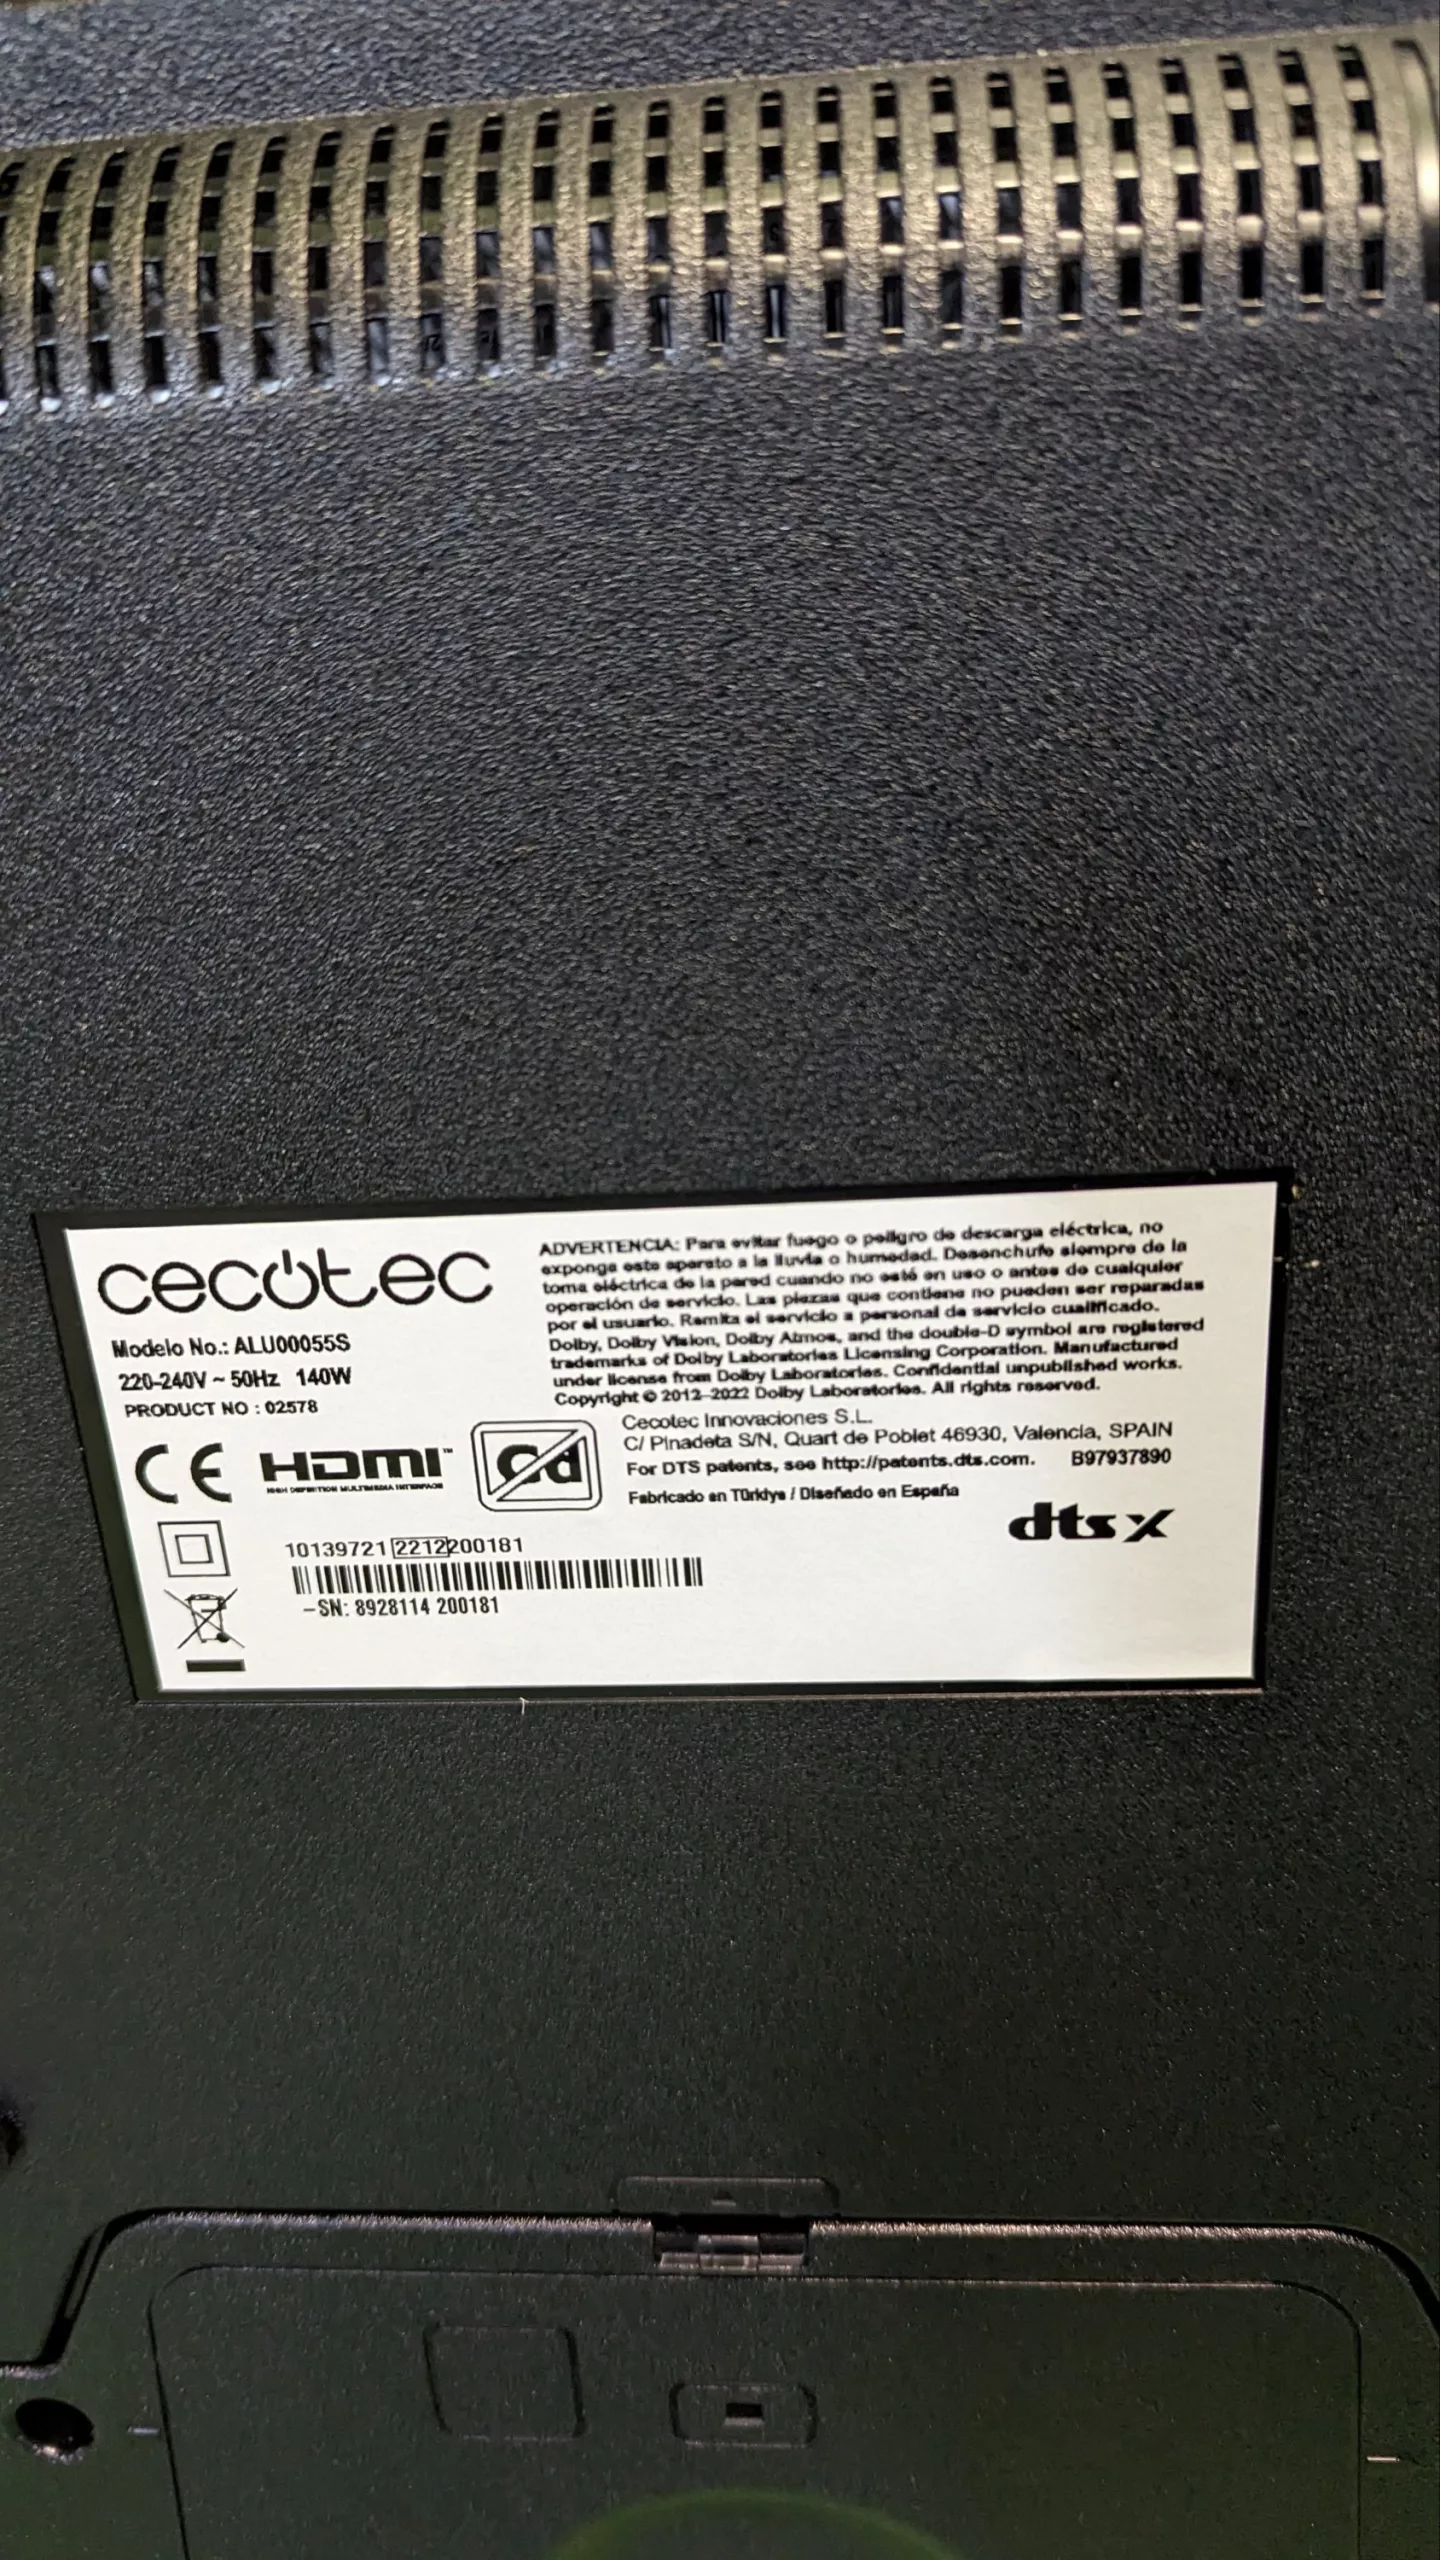 cecotec
Modelo No.: ALU00055S
220-240V ~ 50Hz 140W
PRODUCT NO : 02578
ADVERTENCIA: Para evitar fuego o peligro de descarga eléctrica, no
exponga este aparato a la lluvia o humedad. Desenchufe siempre de la
toma eléctrica de la pared cuando no esté en uso o antes de cualquier
operación de servicio. Las piezas que contiene no pueden ser reparadas
por el usuario. Remita el servicio a personal de servicio cualificado.
Dolby, Dolby Vision, Dolby Atmos, and the double-D symbol are registered
trademarks of Dolby Laboratories Licensing Corporation. Manufactured
under license from Dolby Laboratories. Confidential unpublished works.
Copyright © 2012-2022 Dolby Laboratories. All rights reserved.
CE HDMI™
HIGH DEFINITION MULTIMEDIA INTERFACE
Pb
Cecotec Innovaciones S.L.
C/ Pinadeta S/N, Quart de Poblet 46930, Valencia, SPAIN
For DTS patents, see http://patents.dts.com. B97937890
Fabricado en Türkiye / Diseñado en España
dts x
10139721 2212 200181
-SN: 8928114 200181